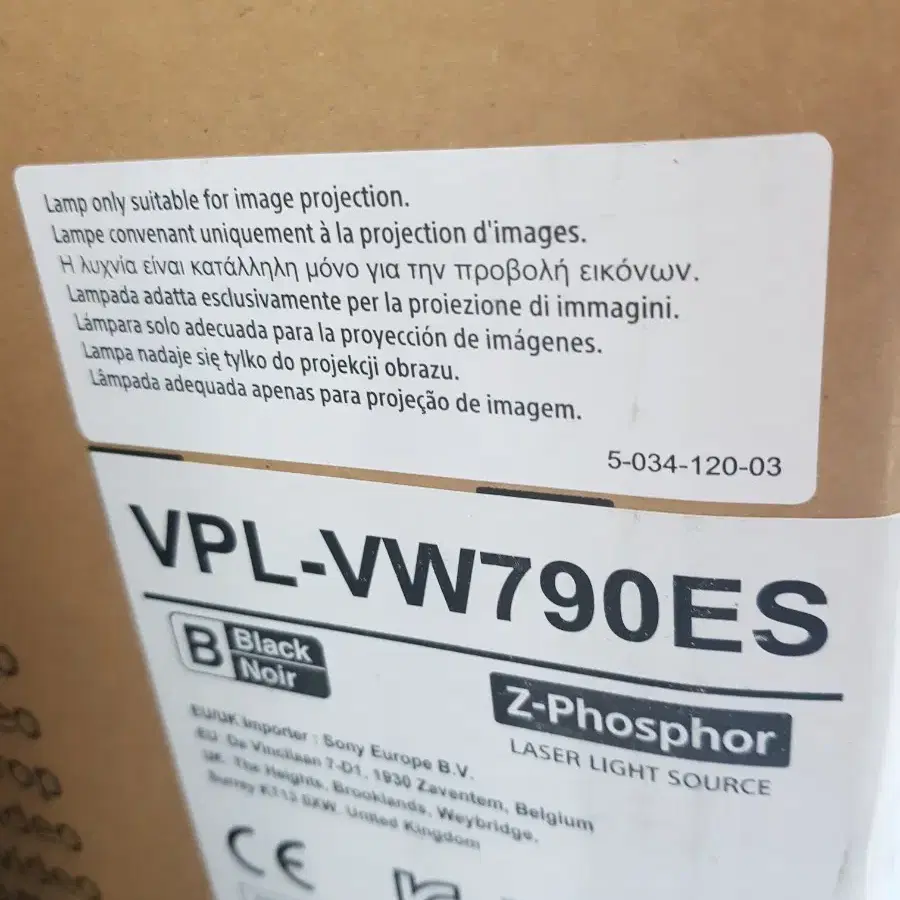 Lamp only suitable for image projection.
Lampe convenant uniquement à la projection d'images.
Η λυχνία είναι κατάλληλη μόνο για την προβολή εικόνων.
Lampada adatta esclusivamente per la proiezione di immagini.
Lámpara solo adecuada para la proyección de imágenes.
Lampa nadaje się tylko do projekcji obrazu.
Lâmpada adequada apenas para projeção de imagem.
5-034-120-03
VPL-VW790ES
B Black
Noir
Z-Phosphor
LASER LIGHT SOURCE
EU/UK Importer : Sony Europe B.V.
EU: Da Vincilaan 7-D1, 1930 Zaventem, Belgium
UK: The Heights, Brooklands, Weybridge,
Surrey KT13 0XW, United Kingdom
CE